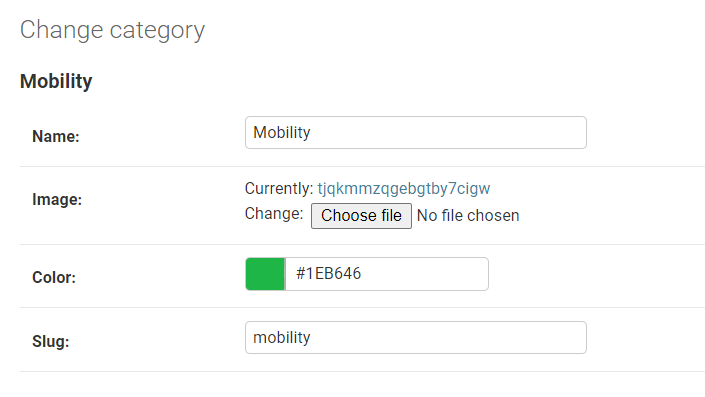 Change category
Mobility
Name: Mobility
Image: Currently: tjqkmmzqgebgtby7cigw
Change: Choose file No file chosen
Color: #1EB646
Slug: mobility